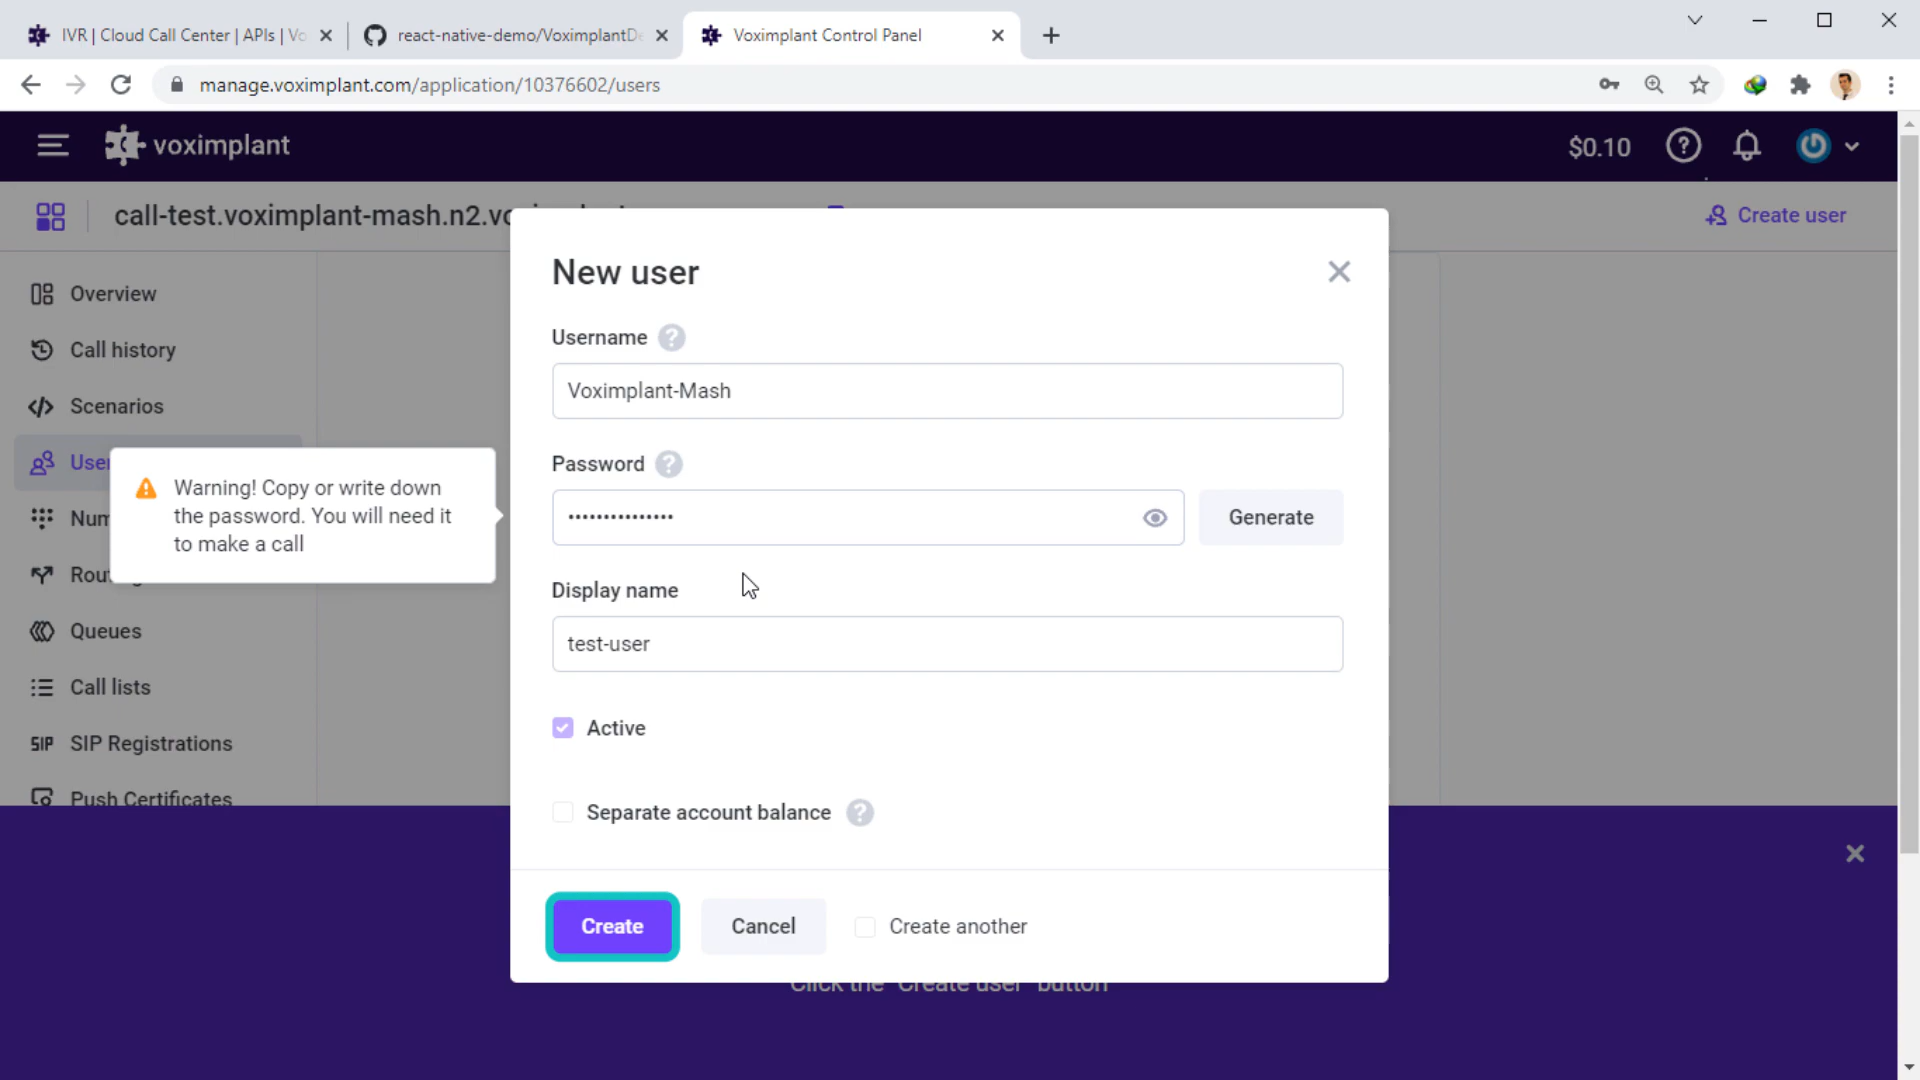 IVR | Cloud Call Center | APIs | Vo
react-native-demo/VoximplantDe
Voximplant Control Panel
manage.voximplant.com/application/10376602/users
voximplant
$0.10
call-test.voximplant-mash.n2.vo
Create user
Overview
Call history
Scenarios
User
Num
Rou
Queues
Call lists
SIP SIP Registrations
Push Certificates
Warning! Copy or write down
the password. You will need it
to make a call
New user
Username ?
Voximplant-Mash
Password ?
Generate
Display name
test-user
Active
Separate account balance ?
Create
Cancel
Create another
Click the "Create user" button